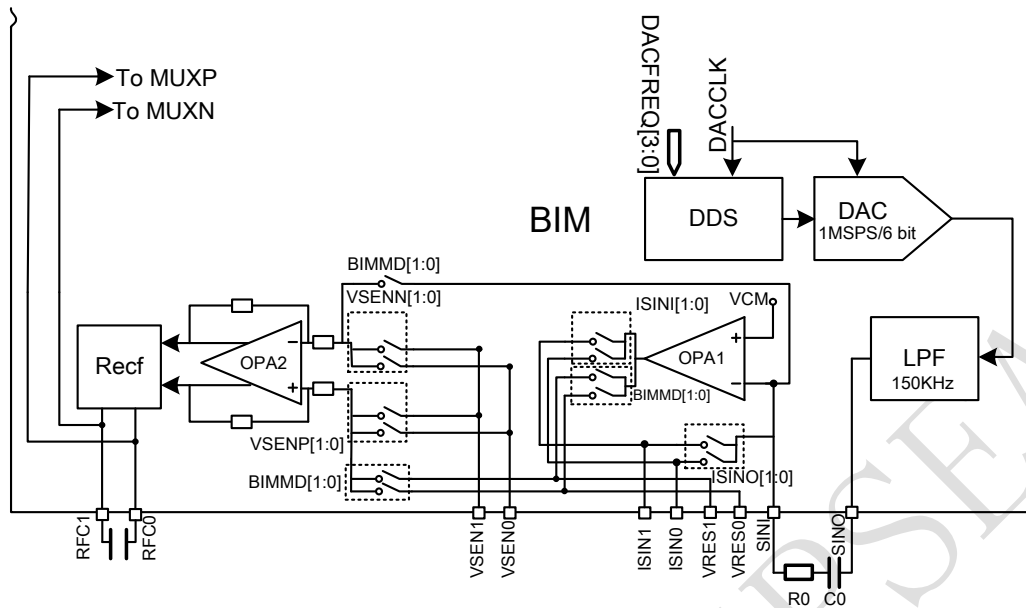 To MUXP
To MUXN
DACFREQ[3:0]
DACCLK
BIM
DDS
DAC
1MSPS/6 bit
BIMMD[1:0]
VSENN[1:0]
ISINI[1:0]
VCM
Recf
OPA2
−
+
OPA1
+
−
LPF
150KHz
BIMMD[1:0]
VSENP[1:0]
BIMMD[1:0]
ISINO[1:0]
RFC1
RFC0
VSEN1
VSEN0
ISIN1
ISIN0
VRES1
VRES0
SINI
SINO
R0
C0